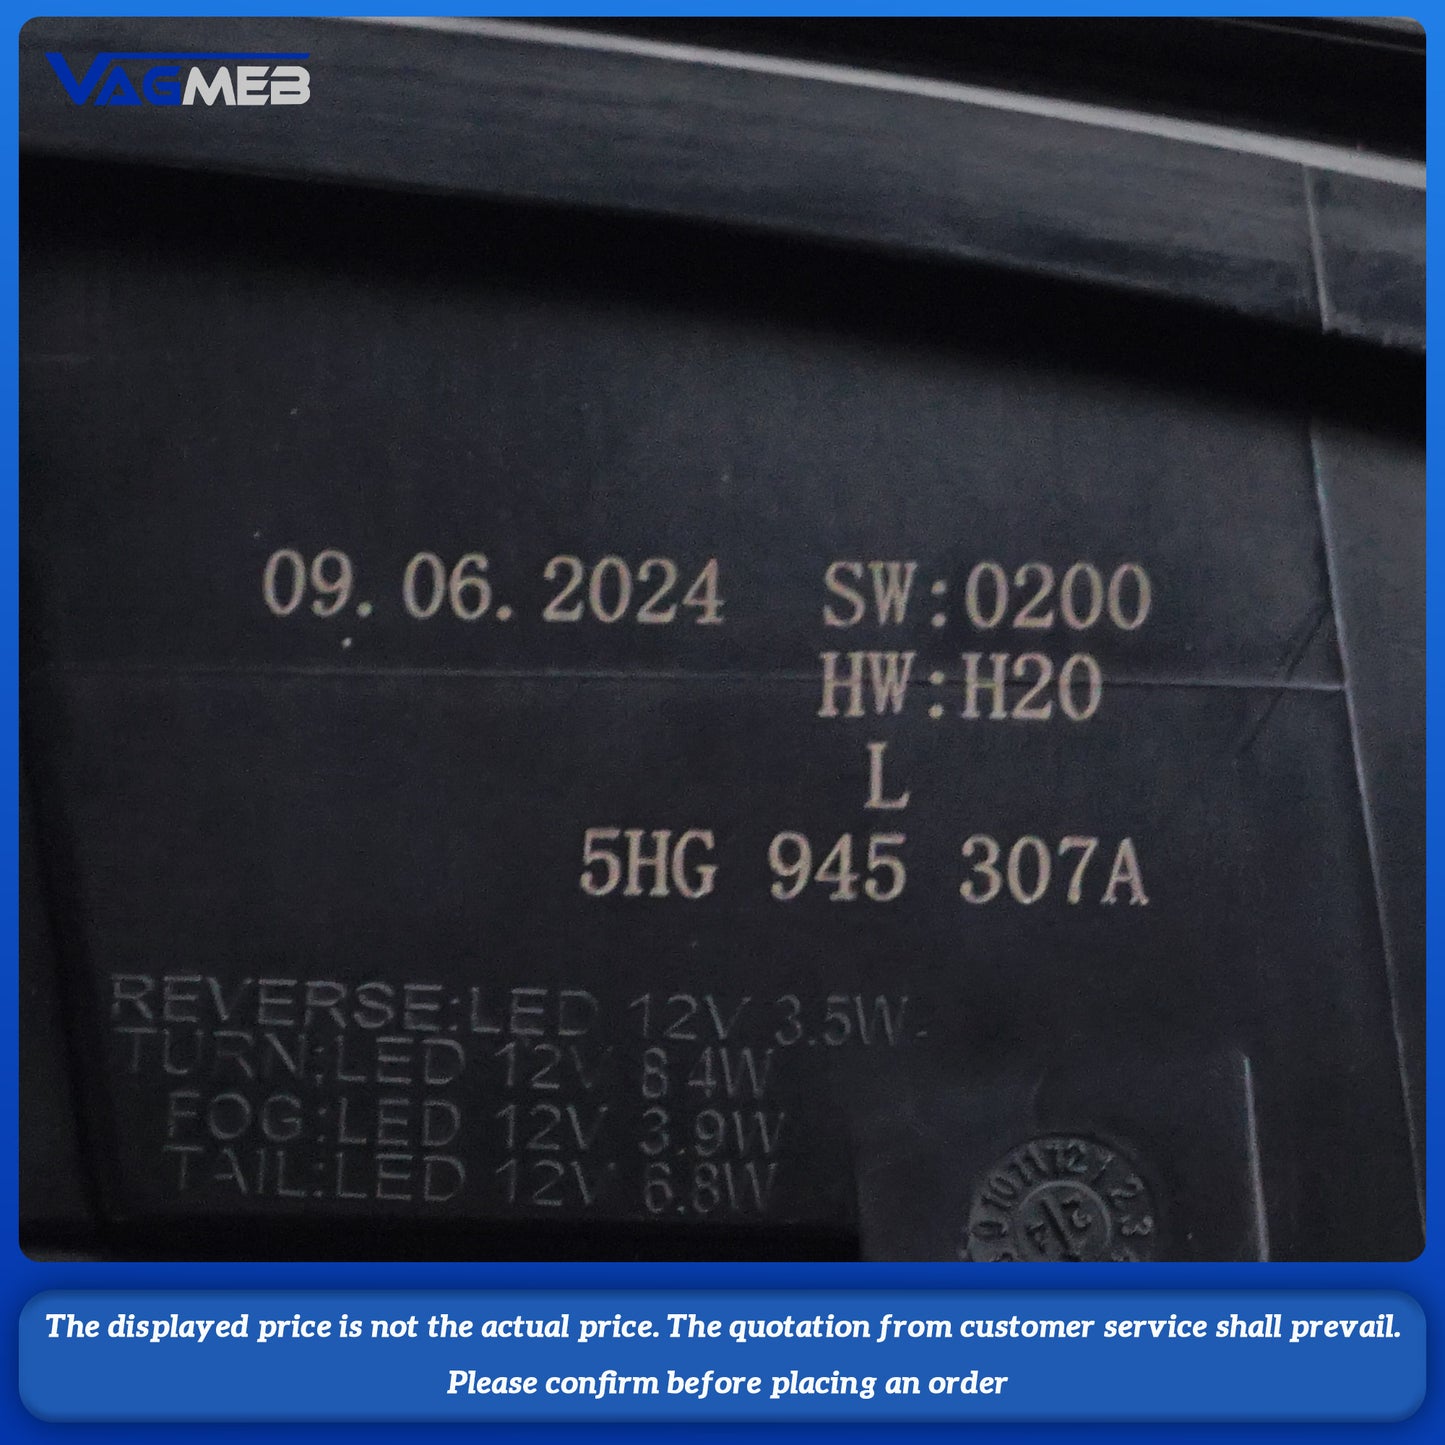 VAGMEB
09.06.2024 SW:0200
HW:H20
L
5HG 945 307A
REVERSE:LED 12V 3.5W
TURN:LED 12V 8.4W
FOG:LED 12V 3.9W
TAIL:LED 12V 6.8W
The displayed price is not the actual price. The quotation from customer service shall prevail.
Please confirm before placing an order